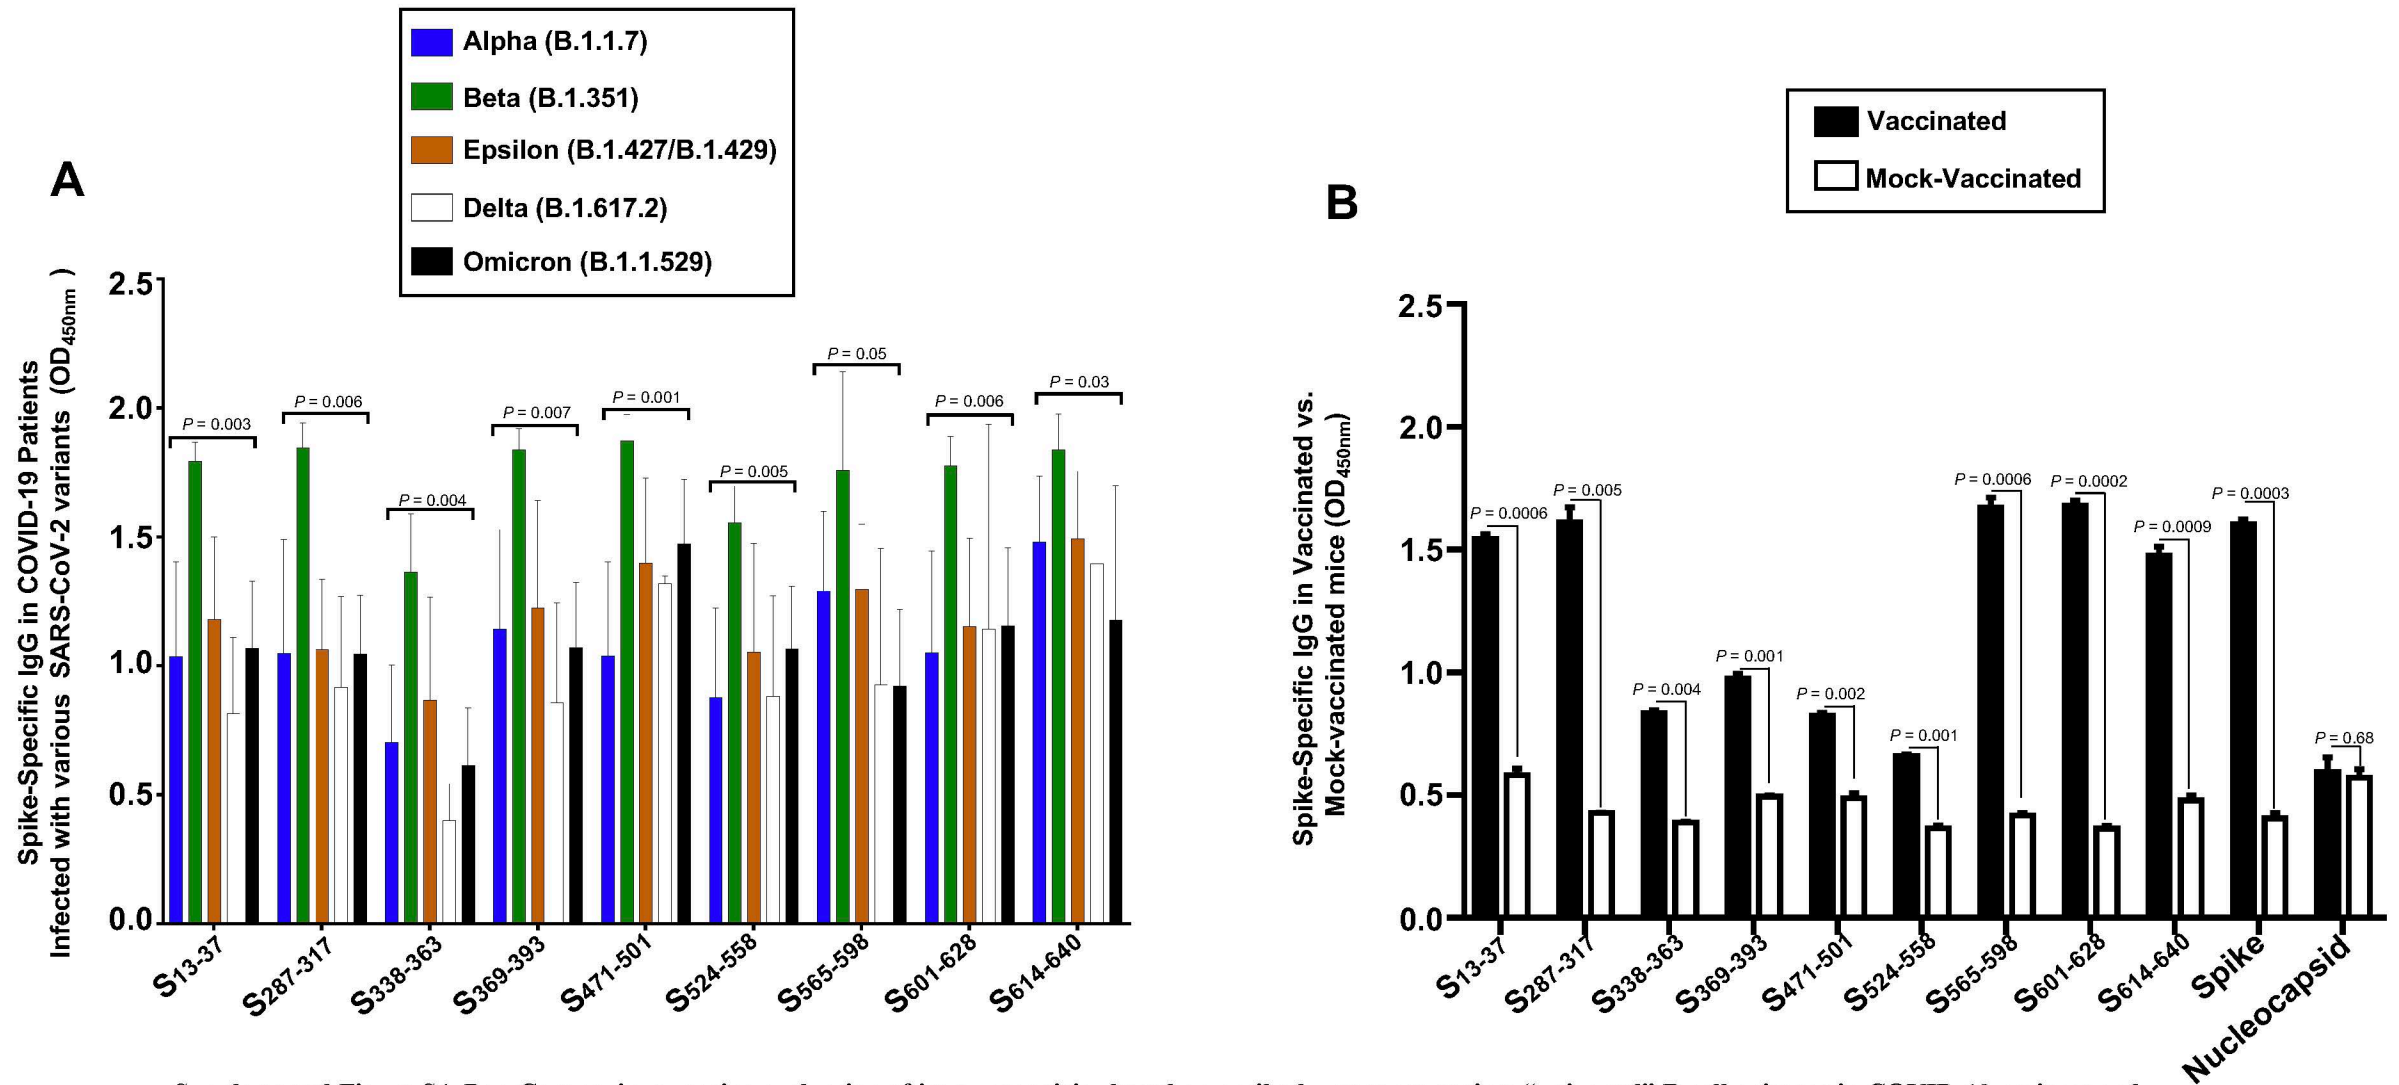 Alpha (B.1.1.7)
Beta (B.1.351)
Epsilon (B.1.427/B.1.429)
Delta (B.1.617.2)
Omicron (B.1.1.529)
A
Spike-Specific IgG in COVID-19 Patients
Infected with various SARS-CoV-2 variants (OD450nm )
2.5
2.0
1.5
1.0
0.5
0.0
P = 0.003
P = 0.006
P = 0.004
P = 0.007
P = 0.001
P = 0.005
P = 0.05
P = 0.006
P = 0.03
S13-37
S287-317
S338-363
S369-393
S471-501
S524-558
S565-598
S601-628
S614-640
Vaccinated
Mock-Vaccinated
B
Spike-Specific IgG in Vaccinated vs.
Mock-vaccinated mice (OD450nm)
2.5
2.0
1.5
1.0
0.5
0.0
P = 0.0006
P = 0.005
P = 0.004
P = 0.001
P = 0.002
P = 0.001
P = 0.0006
P = 0.0002
P = 0.0009
P = 0.0003
P = 0.68
S13-37
S287-317
S338-363
S369-393
S471-501
S524-558
S565-598
S601-628
S614-640
Spike
Nucleocapsid